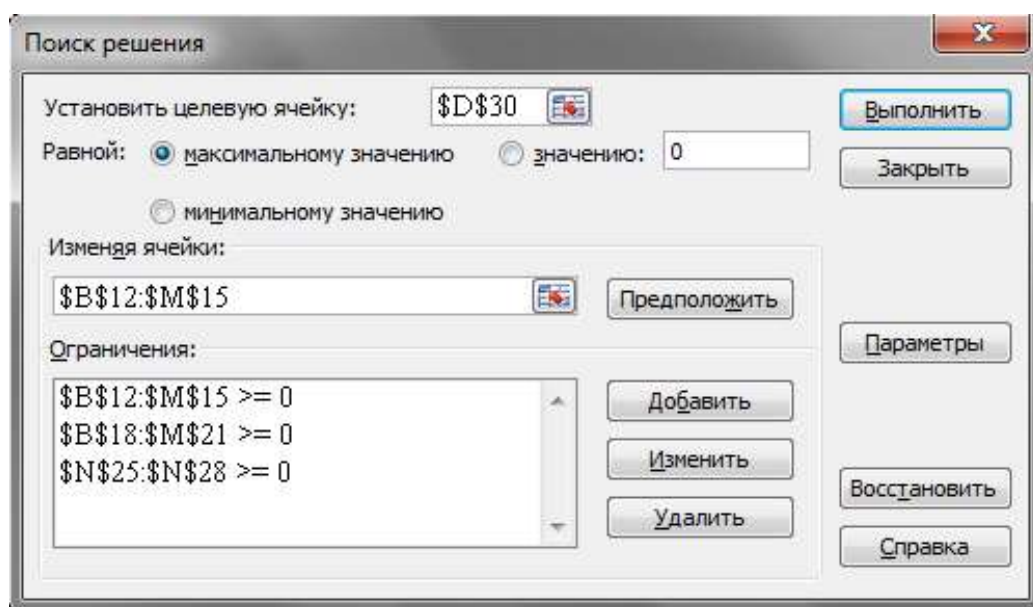 Поиск решения
Установить целевую ячейку: $D$30
Выполнить
Равной: максимальному значению значению: 0
Закрыть
минимальному значению
Изменяя ячейки:
$B$12:$M$15
Предположить
Ограничения:
Параметры
$B$12:$M$15 >= 0
Добавить
$B$18:$M$21 >= 0
Изменить
$N$25:$N$28 >= 0
Восстановить
Удалить
Справка